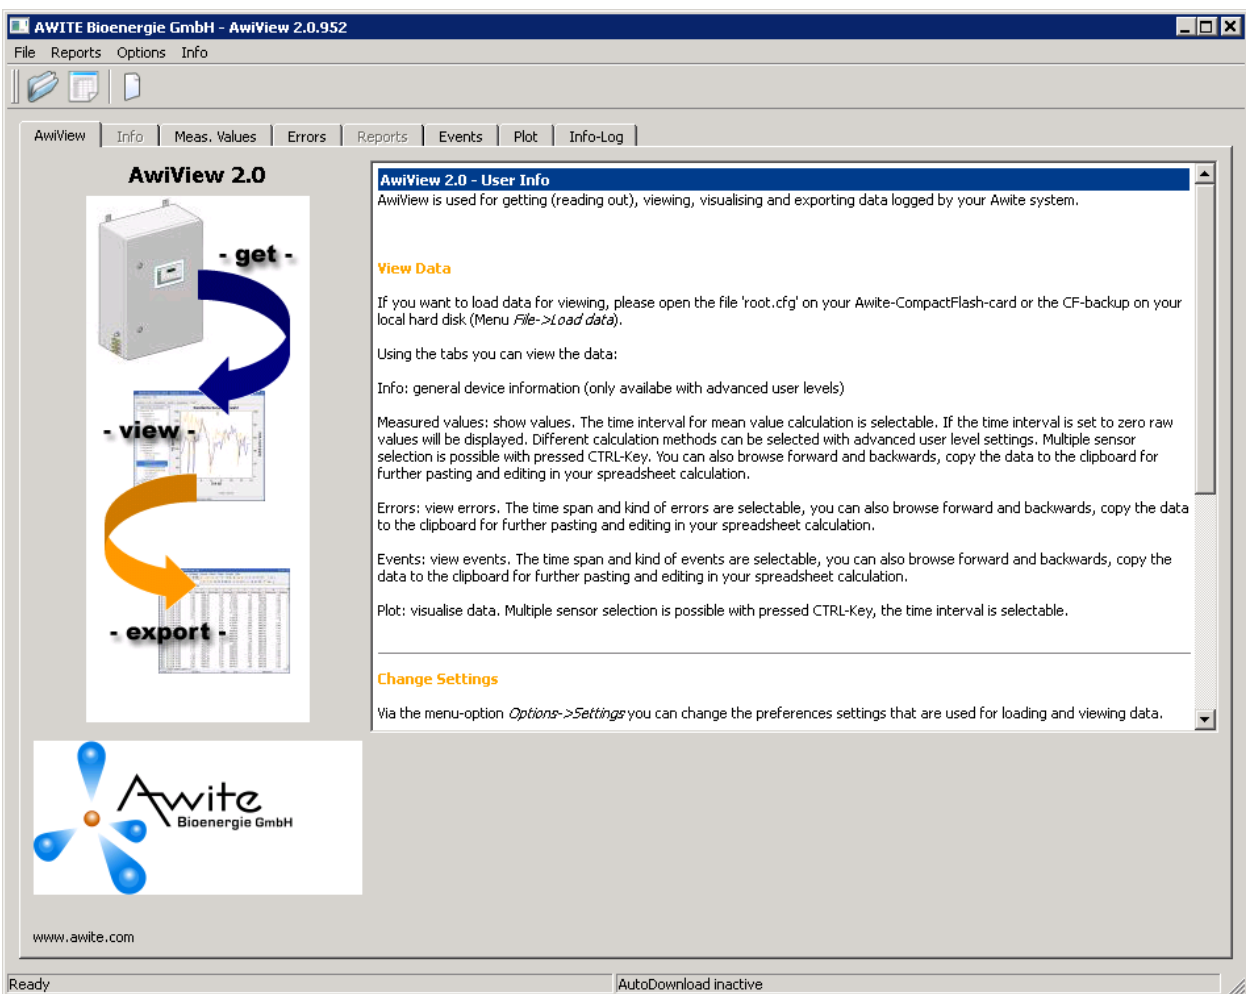 AWITE Bioenergie GmbH - AwiView 2.0.952
File Reports Options Info
AwiView Info Meas. Values Errors Reports Events Plot Info-Log
AwiView 2.0
- get -
- view -
- export -
AwiView 2.0 - User Info
AwiView is used for getting (reading out), viewing, visualising and exporting data logged by your Awite system.
View Data
If you want to load data for viewing, please open the file 'root.cfg' on your Awite-CompactFlash-card or the CF-backup on your
local hard disk (Menu File->Load data).
Using the tabs you can view the data:
Info: general device information (only availabe with advanced user levels)
Measured values: show values. The time interval for mean value calculation is selectable. If the time interval is set to zero raw
values will be displayed. Different calculation methods can be selected with advanced user level settings. Multiple sensor
selection is possible with pressed CTRL-Key. You can also browse forward and backwards, copy the data to the clipboard for
further pasting and editing in your spreadsheet calculation.
Errors: view errors. The time span and kind of errors are selectable, you can also browse forward and backwards, copy the data
to the clipboard for further pasting and editing in your spreadsheet calculation.
Events: view events. The time span and kind of events are selectable, you can also browse forward and backwards, copy the
data to the clipboard for further pasting and editing in your spreadsheet calculation.
Plot: visualise data. Multiple sensor selection is possible with pressed CTRL-Key, the time interval is selectable.
Change Settings
Via the menu-option Options->Settings you can change the preferences settings that are used for loading and viewing data.
Awite
Bioenergie GmbH
www.awite.com
Ready
AutoDownload inactive